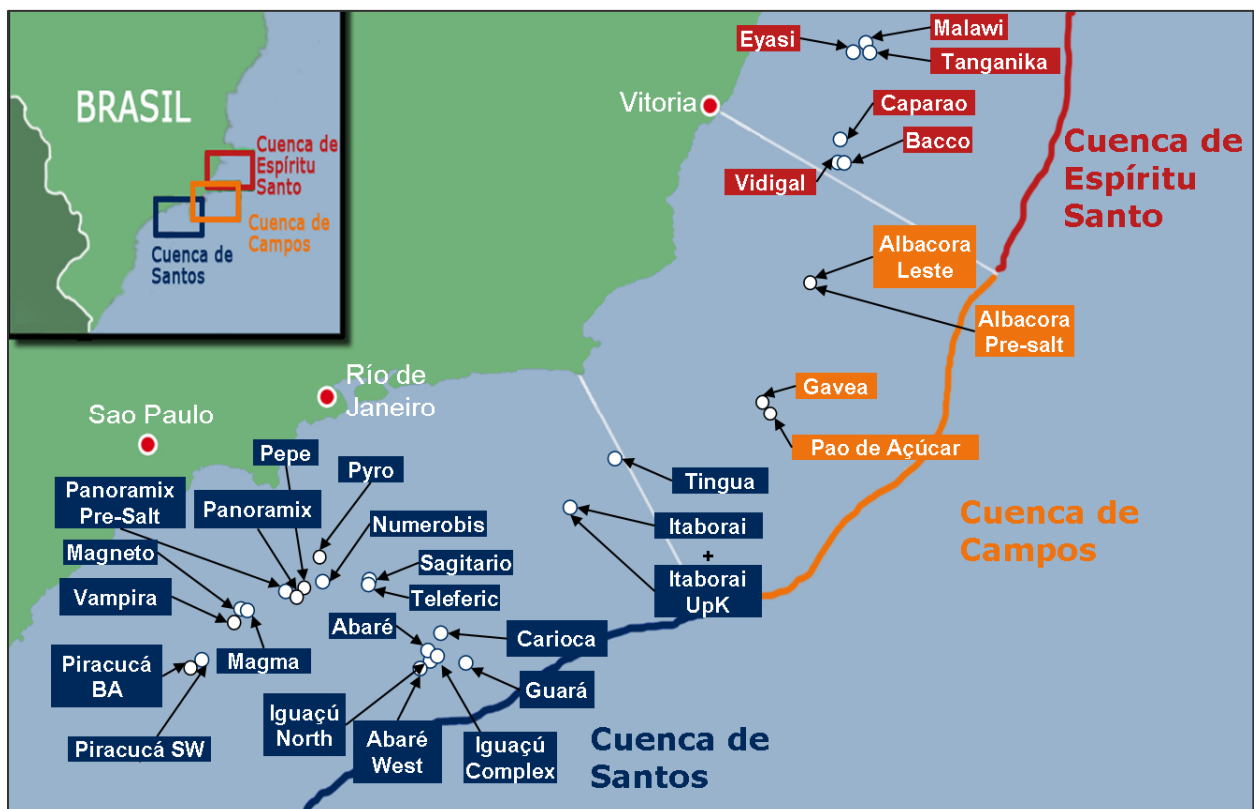 BRASIL
Cuenca de
Espíritu
Santo
Cuenca de
Campos
Cuenca de
Santos
Eyasi
Malawi
Tanganika
Vitoria
Caparao
Bacco
Vidigal
Cuenca de
Espíritu
Santo
Albacora
Leste
Albacora
Pre-salt
Río de
Janeiro
Sao Paulo
Gavea
Pao de Açúcar
Cuenca de
Campos
Pepe
Pyro
Tingua
Panoramix
Pre-Salt
Panoramix
Numerobis
Itaborai
+
Itaborai
UpK
Magneto
Sagitario
Teleferic
Vampira
Abaré
Carioca
Magma
Piracucá
BA
Guará
Iguaçú
North
Abaré
West
Iguaçú
Complex
Piracucá SW
Cuenca de
Santos